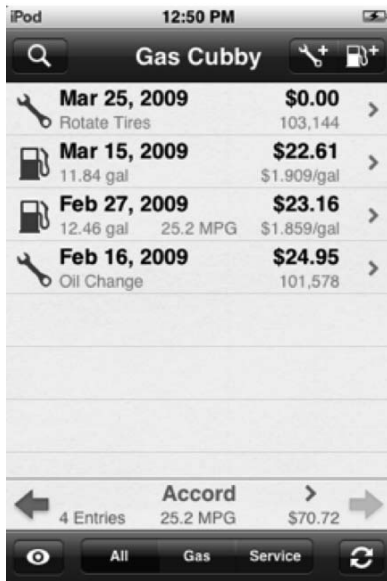 iPod 12:50 PM
Gas Cubby
Mar 25, 2009 $0.00
Rotate Tires 103,144
Mar 15, 2009 $22.61
11.84 gal $1.909/gal
Feb 27, 2009 $23.16
12.46 gal 25.2 MPG $1.859/gal
Feb 16, 2009 $24.95
Oil Change 101,578
Accord
4 Entries 25.2 MPG $70.72
All Gas Service